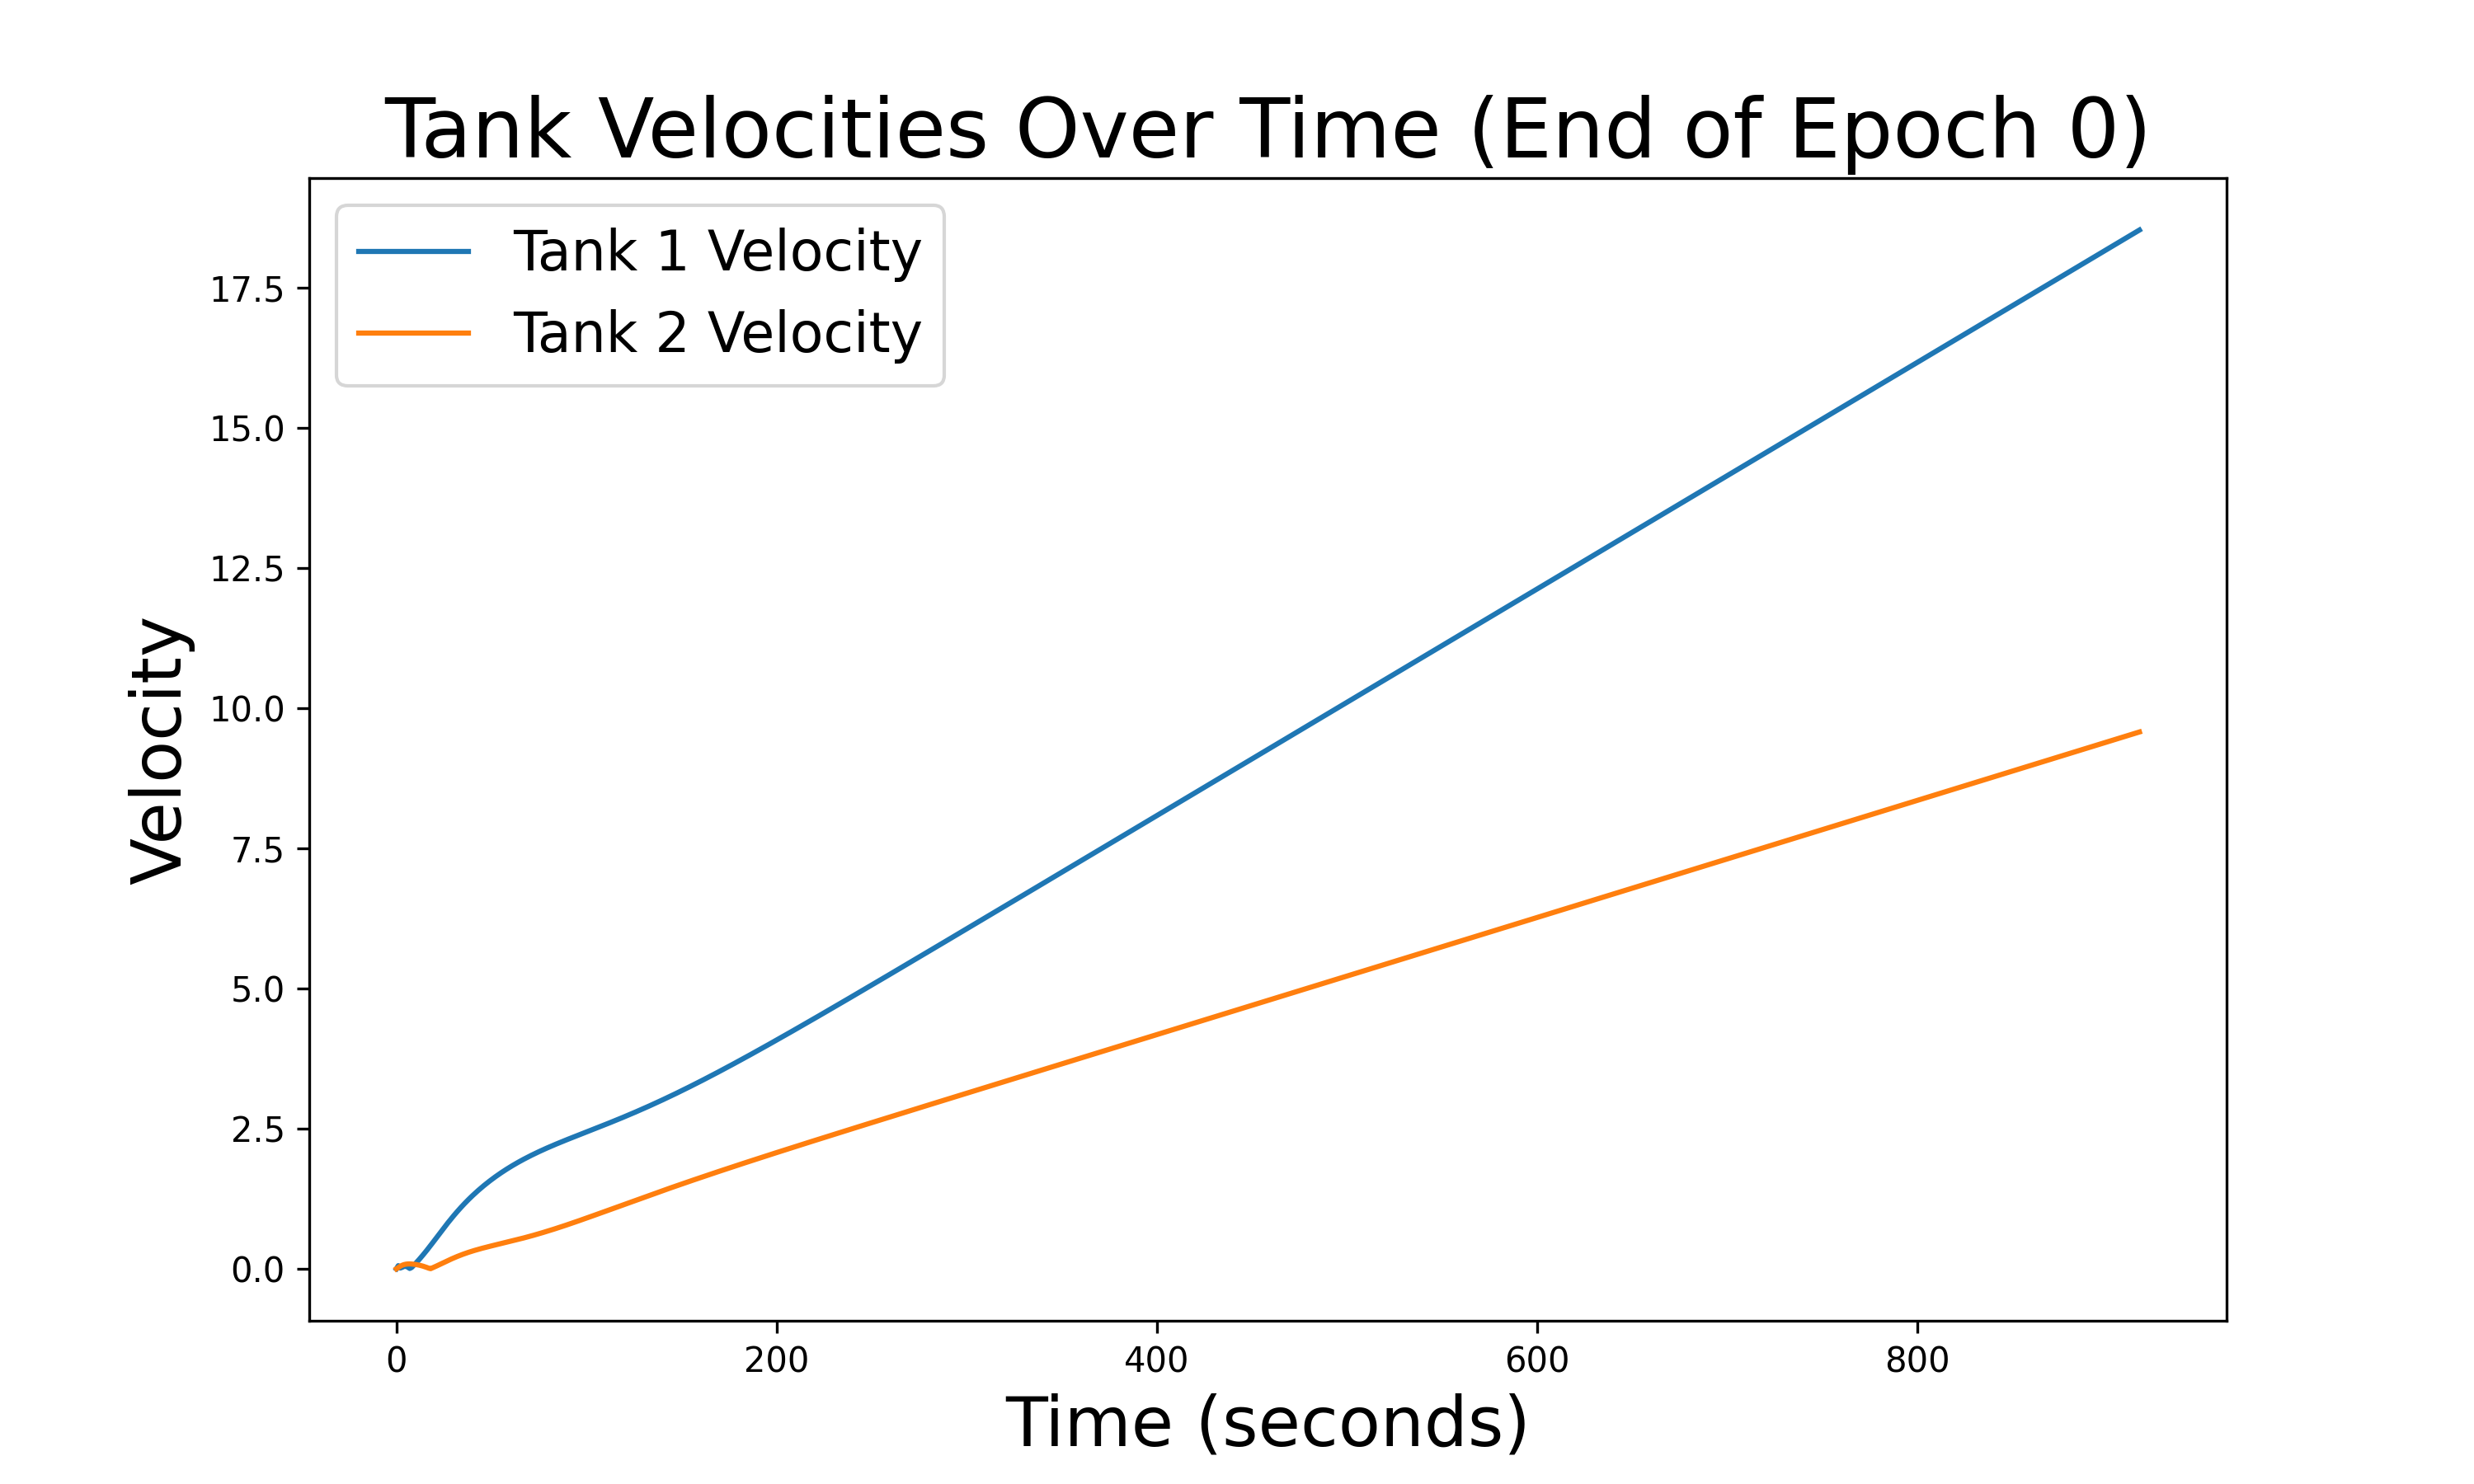 Tank Velocities Over Time (End of Epoch 0)
Tank 1 Velocity
Tank 2 Velocity
Velocity
17.5
15.0
12.5
10.0
7.5
5.0
2.5
0.0
0 200 400 600 800
Time (seconds)